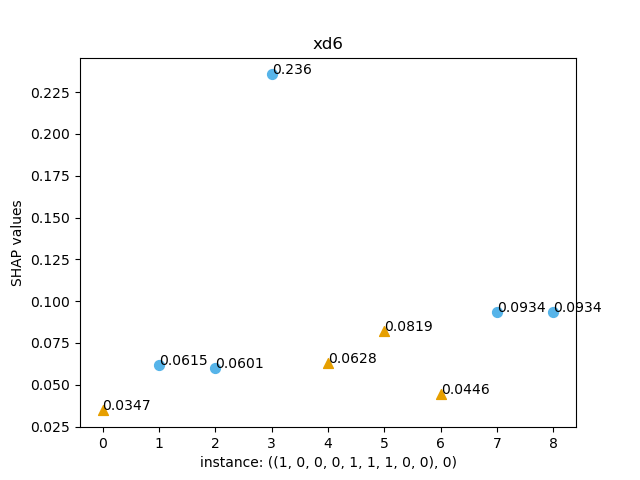 xd6
0.225
0.200
0.175
0.150
0.125
0.100
0.075
0.050
0.025
SHAP values
0.236
0.0934 0.0934
0.0819
0.0615 0.0601 0.0628
0.0446
0.0347
0 1 2 3 4 5 6 7 8
instance: ((1, 0, 0, 0, 1, 1, 1, 0, 0), 0)